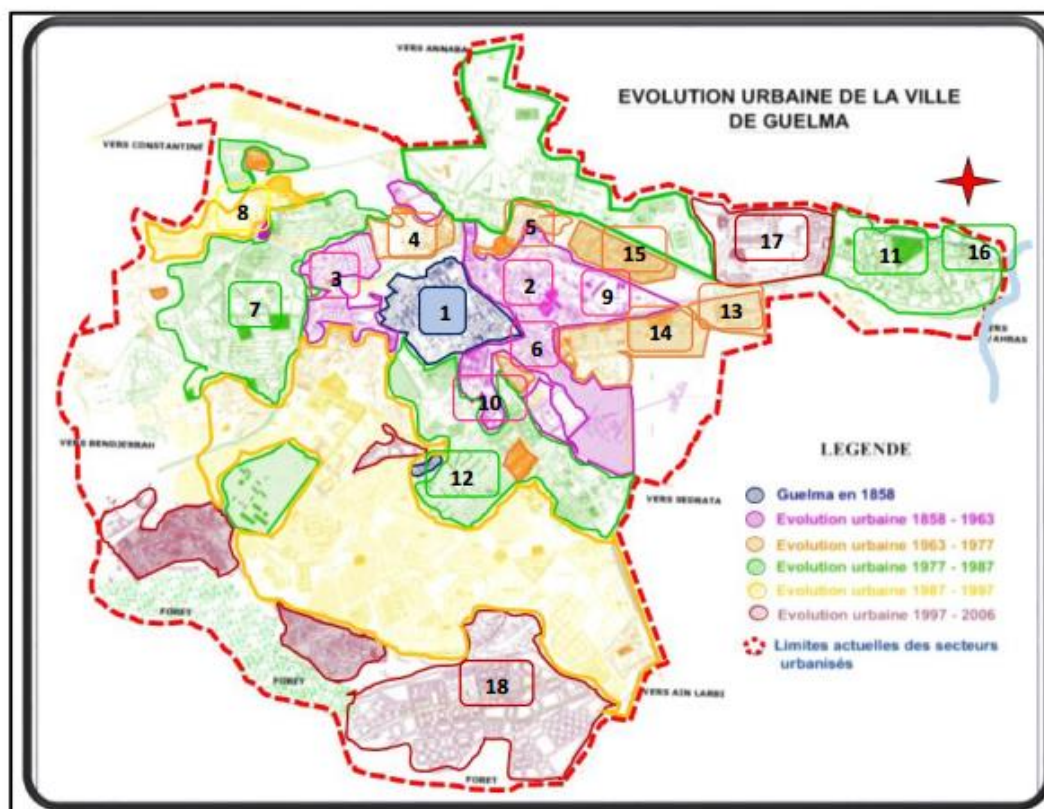 VERS ANNABA
EVOLUTION URBAINE DE LA VILLE
DE GUELMA
VERS CONSTANTINE
8
5
4
15
17
11
16
3
7
2
9
1
13
14
6
VERS
10
VERS BENDJERRAH
LEGENDE
12
VERS SEDRATA
Guelma en 1858
Evolution urbaine 1858 - 1963
Evolution urbaine 1963 - 1977
Evolution urbaine 1977 - 1987
Evolution urbaine 1987 - 1997
Evolution urbaine 1997 - 2006
FORET
Limites actuelles des secteurs
urbanisés
FORET
18
VERS AIN LARBI
FORET